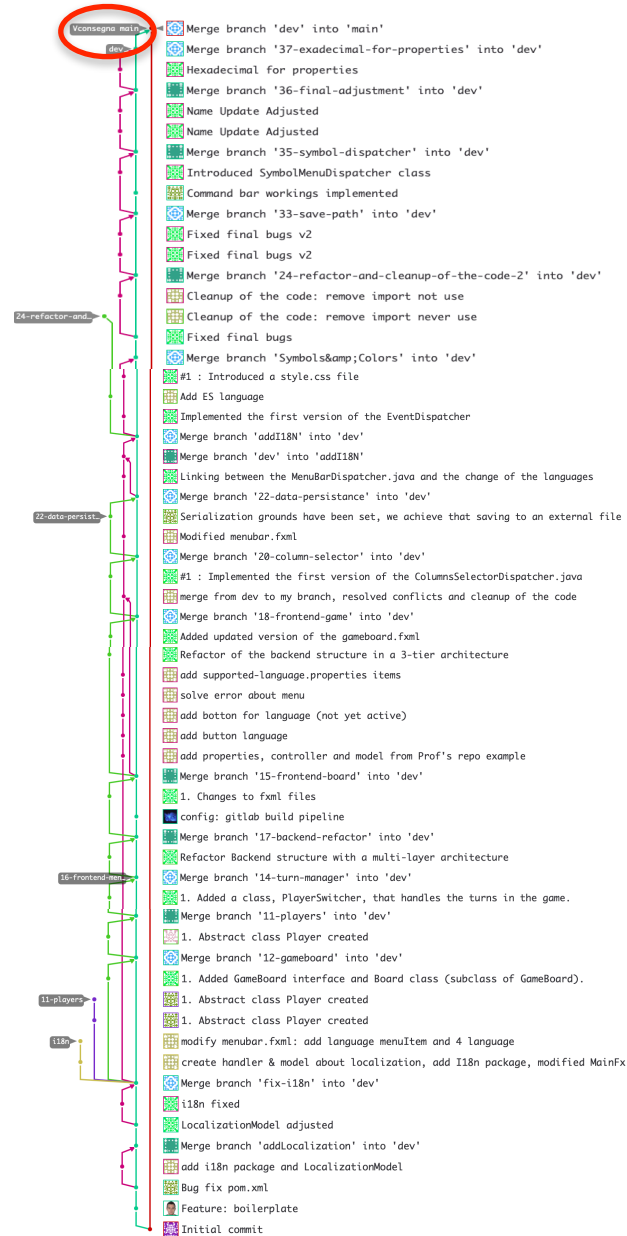 Vconsegna main
Merge branch 'dev' into 'main'
dev
Merge branch '37-exadecimal-for-properties' into 'dev'
Hexadecimal for properties
Merge branch '36-final-adjustment' into 'dev'
Name Update Adjusted
Name Update Adjusted
Merge branch '35-symbol-dispatcher' into 'dev'
Introduced SymbolMenuDispatcher class
Command bar workings implemented
Merge branch '33-save-path' into 'dev'
Fixed final bugs v2
Fixed final bugs v2
Merge branch '24-refactor-and-cleanup-of-the-code-2' into 'dev'
Cleanup of the code: remove import not use
24-refactor-and…
Cleanup of the code: remove import never use
Fixed final bugs
Merge branch 'Symbols&amp;Colors' into 'dev'
#1 : Introduced a style.css file
Add ES language
Implemented the first version of the EventDispatcher
Merge branch 'addI18N' into 'dev'
Merge branch 'dev' into 'addI18N'
Linking between the MenuBarDispatcher.java and the change of the languages
Merge branch '22-data-persistance' into 'dev'
22-data-persist…
Serialization grounds have been set, we achieve that saving to an external file
Modified menubar.fxml
Merge branch '20-column-selector' into 'dev'
#1 : Implemented the first version of the ColumnsSelectorDispatcher.java
merge from dev to my branch, resolved conflicts and cleanup of the code
Merge branch '18-frontend-game' into 'dev'
Added updated version of the gameboard.fxml
Refactor of the backend structure in a 3-tier architecture
add supported-language.properties items
solve error about menu
add botton for language (not yet active)
add button language
add properties, controller and model from Prof's repo example
Merge branch '15-frontend-board' into 'dev'
1. Changes to fxml files
config: gitlab build pipeline
Merge branch '17-backend-refactor' into 'dev'
Refactor Backend structure with a multi-layer architecture
16-frontend-men…
Merge branch '14-turn-manager' into 'dev'
1. Added a class, PlayerSwitcher, that handles the turns in the game.
Merge branch '11-players' into 'dev'
1. Abstract class Player created
Merge branch '12-gameboard' into 'dev'
1. Added GameBoard interface and Board class (subclass of GameBoard).
11-players
1. Abstract class Player created
1. Abstract class Player created
i18n
modify menubar.fxml: add language menuItem and 4 language
create handler & model about localization, add I18n package, modified MainFx
Merge branch 'fix-i18n' into 'dev'
i18n fixed
LocalizationModel adjusted
Merge branch 'addLocalization' into 'dev'
add i18n package and LocalizationModel
Bug fix pom.xml
Feature: boilerplate
Initial commit